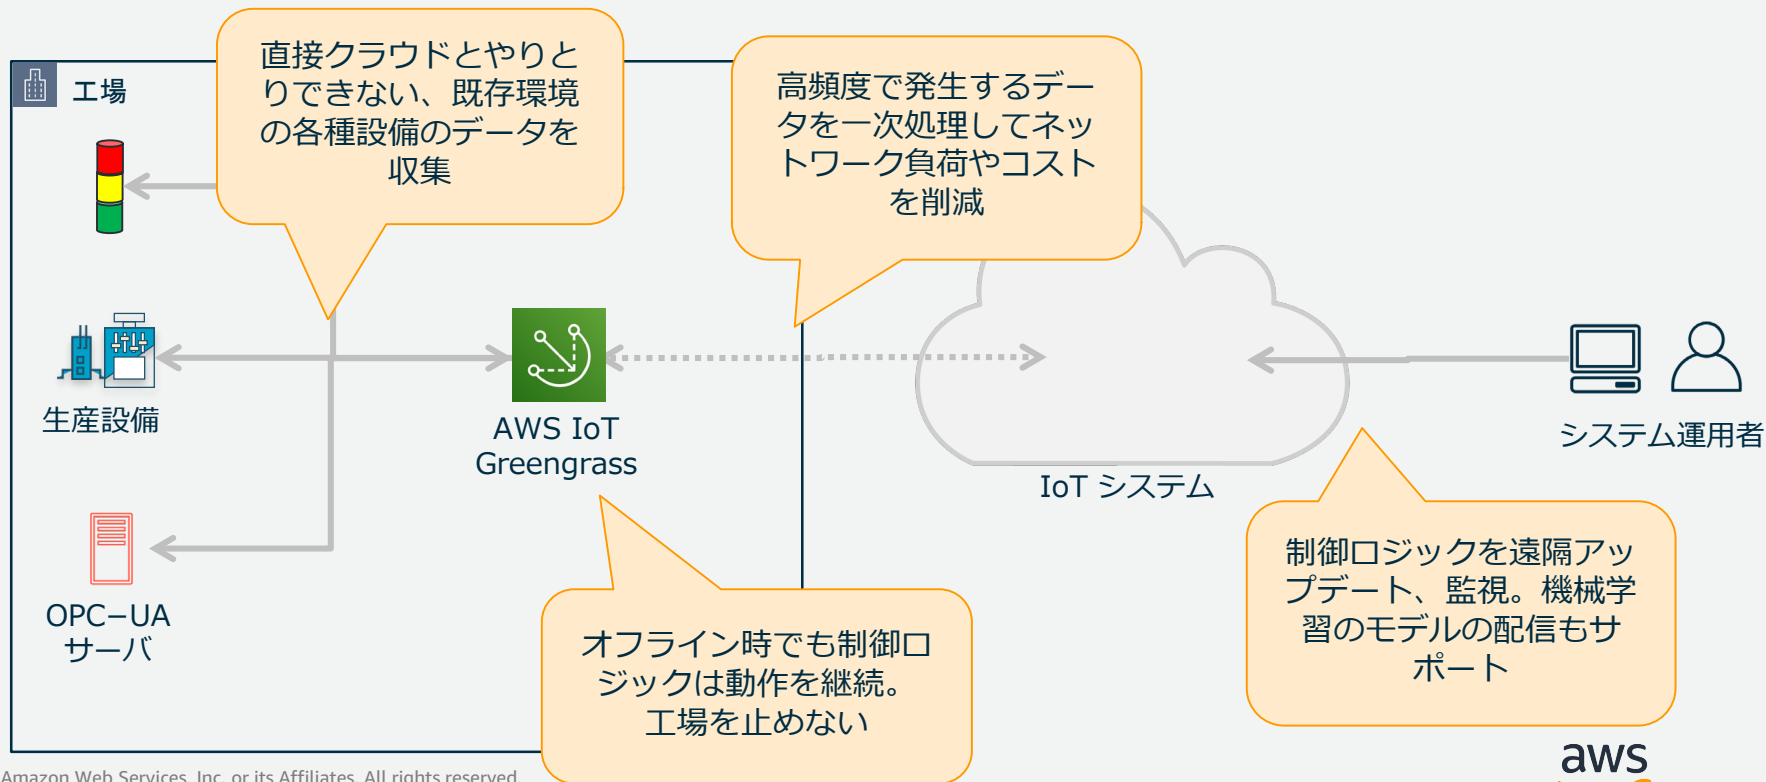 工場
直接クラウドとやりと
りできない、既存環境
の各種設備のデータを
収集
高頻度で発生するデー
タを一次処理してネッ
トワーク負荷やコスト
を削減
生産設備
AWS IoT
Greengrass
IoT システム
システム運用者
OPC−UA
サーバ
オフライン時でも制御ロ
ジックは動作を継続。
工場を止めない
制御ロジックを遠隔アッ
プデート、監視。機械学
習のモデルの配信もサ
ポート
Amazon Web Services, Inc. or its Affiliates. All rights reserved.
aws